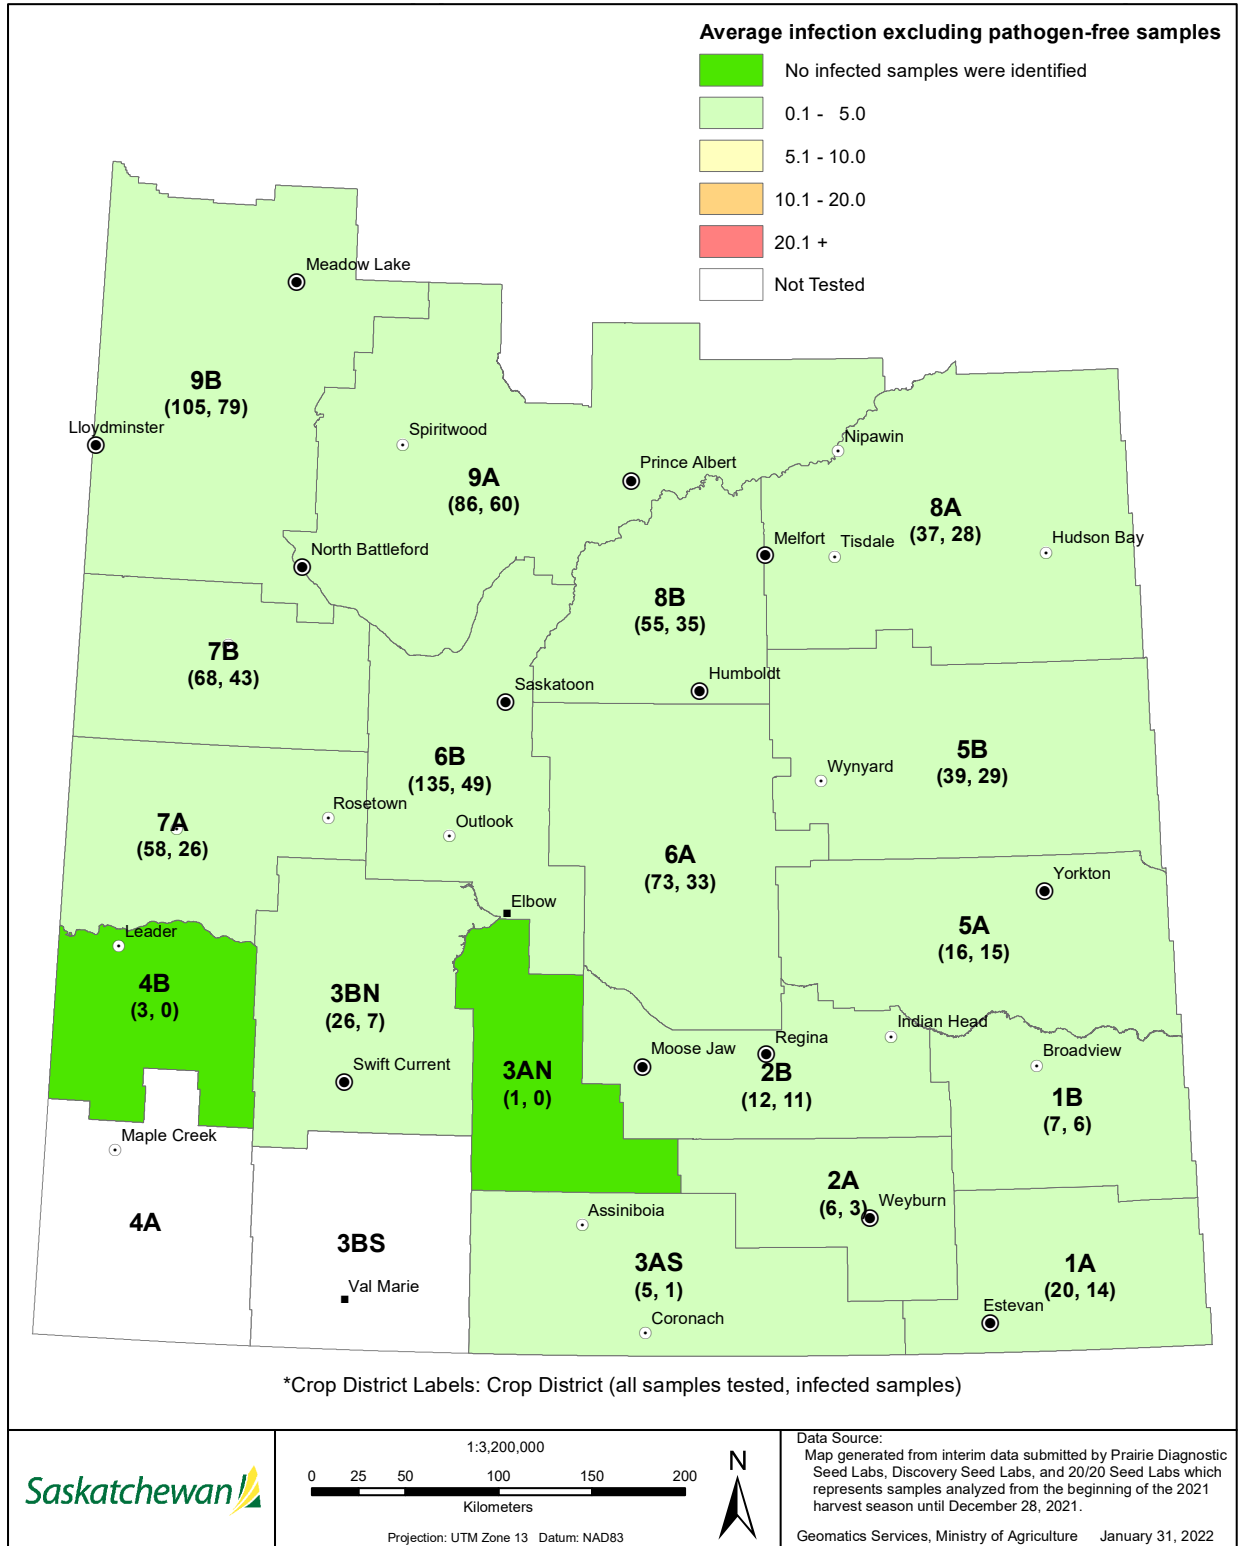 Average infection excluding pathogen-free samples
No infected samples were identified
0.1 - 5.0
5.1 - 10.0
10.1 - 20.0
20.1 +
Not Tested
Meadow Lake
9B
(105, 79)
Lloydminster
Spiritwood
9A
(86, 60)
Prince Albert
Nipawin
8A
(37, 28)
Melfort
Tisdale
Hudson Bay
North Battleford
8B
(55, 35)
7B
(68, 43)
Saskatoon
Humboldt
6B
(135, 49)
5B
(39, 29)
Wynyard
Rosetown
Outlook
7A
(58, 26)
6A
(73, 33)
Yorkton
5A
(16, 15)
Elbow
Leader
4B
(3, 0)
3BN
(26, 7)
Swift Current
3AN
(1, 0)
Moose Jaw
Regina
Indian Head
2B
(12, 11)
Broadview
1B
(7, 6)
Maple Creek
4A
3BS
Val Marie
2A
(6, 3)
Weyburn
Assiniboia
3AS
(5, 1)
Coronach
1A
(20, 14)
Estevan
*Crop District Labels: Crop District (all samples tested, infected samples)
Saskatchewan
1:3,200,000
0 25 50 100 150 200
Kilometers
Projection: UTM Zone 13 Datum: NAD83
N
Data Source:
Map generated from interim data submitted by Prairie Diagnostic
Seed Labs, Discovery Seed Labs, and 20/20 Seed Labs which
represents samples analyzed from the beginning of the 2021
harvest season until December 28, 2021.
Geomatics Services, Ministry of Agriculture January 31, 2022